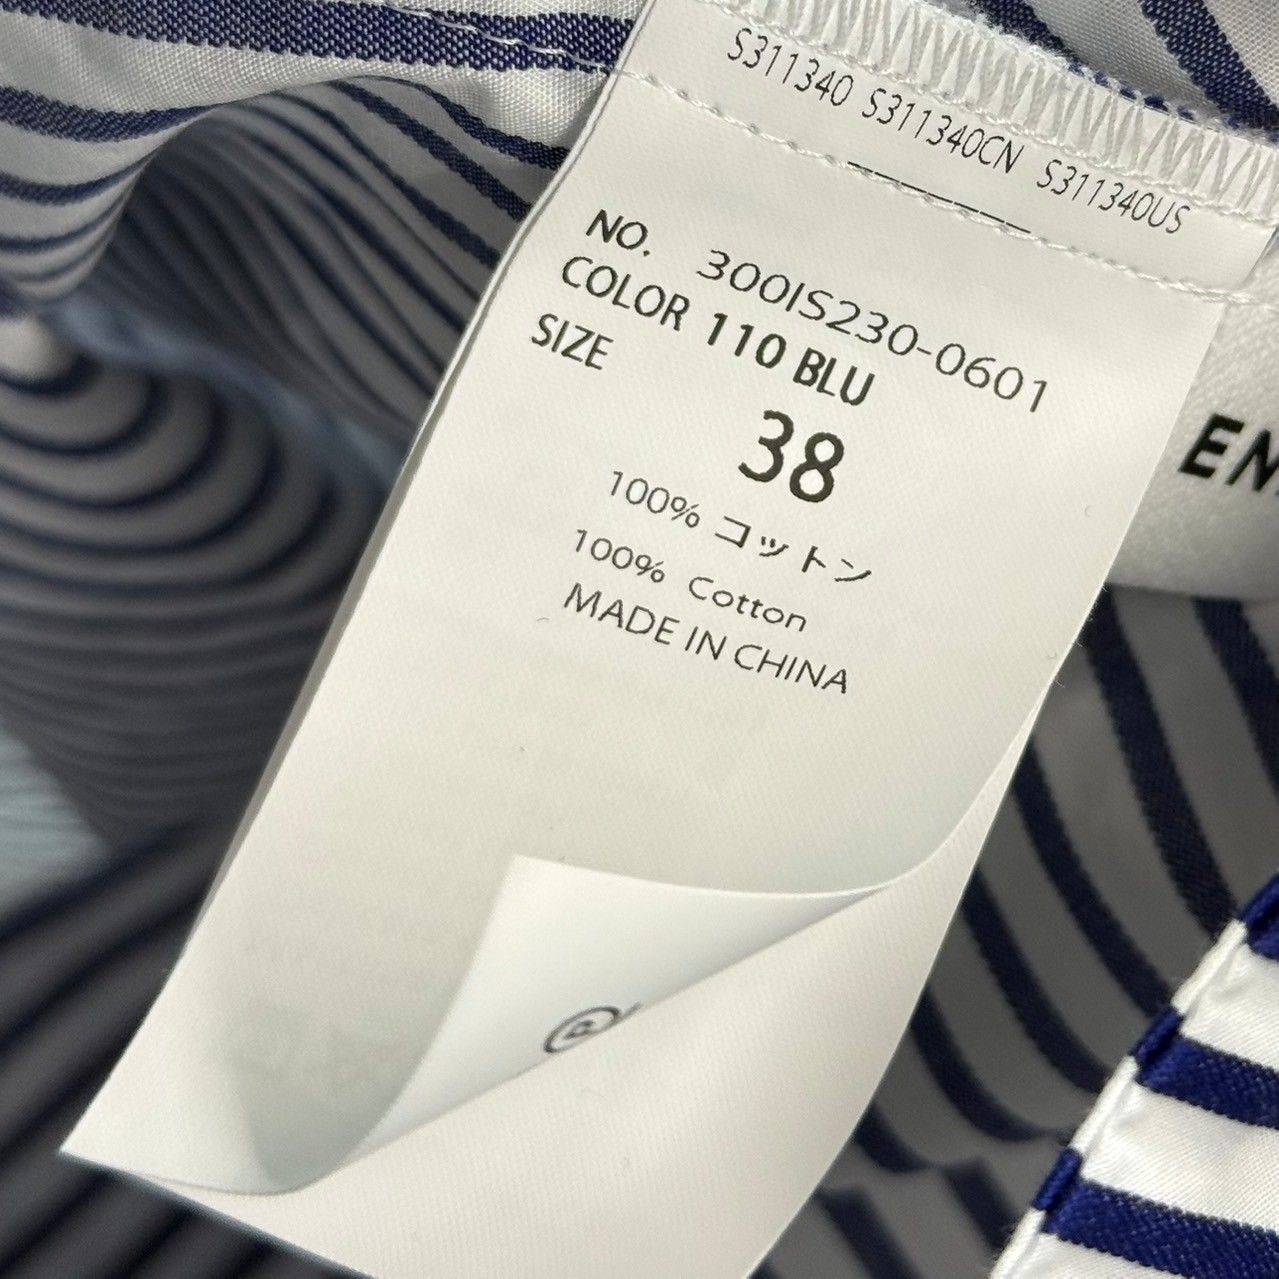 S311340 S311340CN S311340US
NO. 300IS230-0601
COLOR 110 BLU
SIZE
38
100% コットン
100% Cotton
MADE IN CHINA
EN